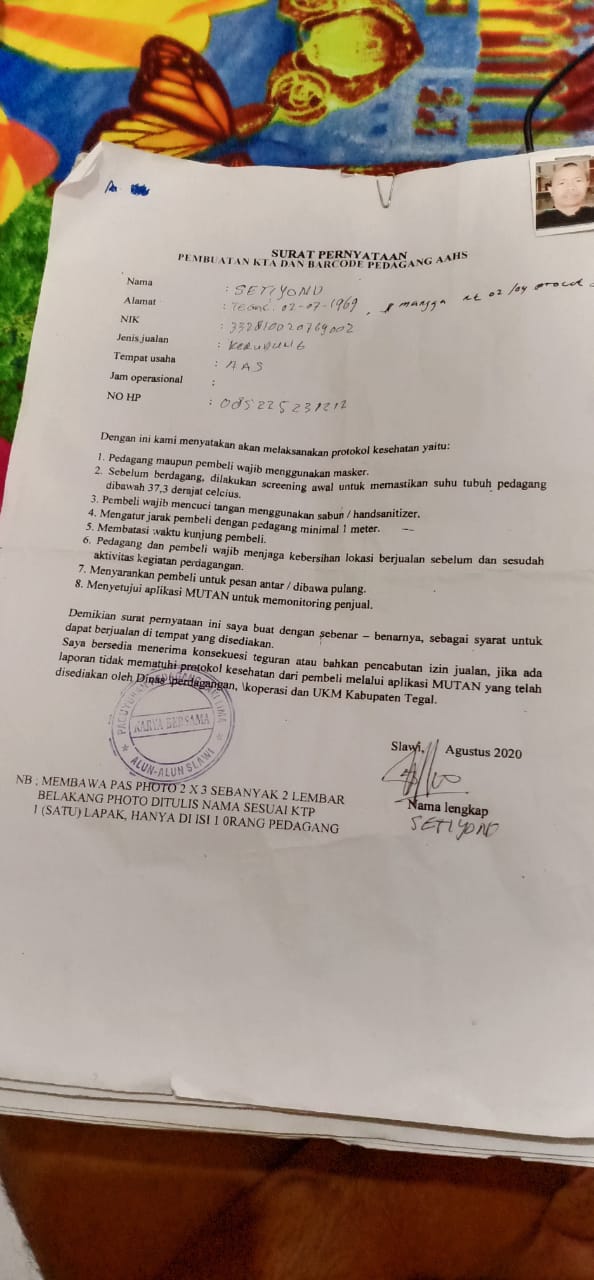 SURAT PERNYATAAN
PEMBUATAN KTA DAN BARCODE PEDAGANG AAHS
Nama : SETIYONO
Alamat : 02-07-1969, mangga Rt 02/04
NIK : 332810020769002
Jenis jualan : KERUDUNG
Tempat usaha : AAS
Jam operasional :
NO HP : 085225231212
Dengan ini kami menyatakan akan melaksanakan protokol kesehatan yaitu:
1. Pedagang maupun pembeli wajib menggunakan masker.
2. Sebelum berdagang, dilakukan screening awal untuk memastikan suhu tubuh pedagang
dibawah 37,3 derajat celcius.
3. Pembeli wajib mencuci tangan menggunakan sabun / handsanitizer.
4. Mengatur jarak pembeli dengan pedagang minimal 1 meter.
5. Membatasi waktu kunjung pembeli.
6. Pedagang dan pembeli wajib menjaga kebersihan lokasi berjualan sebelum dan sesudah
aktivitas kegiatan perdagangan.
7. Menyarankan pembeli untuk pesan antar / dibawa pulang.
8. Menyetujui aplikasi MUTAN untuk memonitoring penjual.
Demikian surat pernyataan ini saya buat dengan sebenar – benarnya, sebagai syarat untuk
dapat berjualan di tempat yang disediakan.
Saya bersedia menerima konsekuesi teguran atau bahkan pencabutan izin jualan, jika ada
laporan tidak mematuhi protokol kesehatan dari pembeli melalui aplikasi MUTAN yang telah
disediakan oleh Dinas perdagangan, \koperasi dan UKM Kabupaten Tegal.
KARYA BERSAMA
ALUN-ALUN SLAWI
Slawi, Agustus 2020
Nama lengkap
SETIYONO
NB : MEMBAWA PAS PHOTO 2 X 3 SEBANYAK 2 LEMBAR
BELAKANG PHOTO DITULIS NAMA SESUAI KTP
1 (SATU) LAPAK, HANYA DI ISI 1 0RANG PEDAGANG